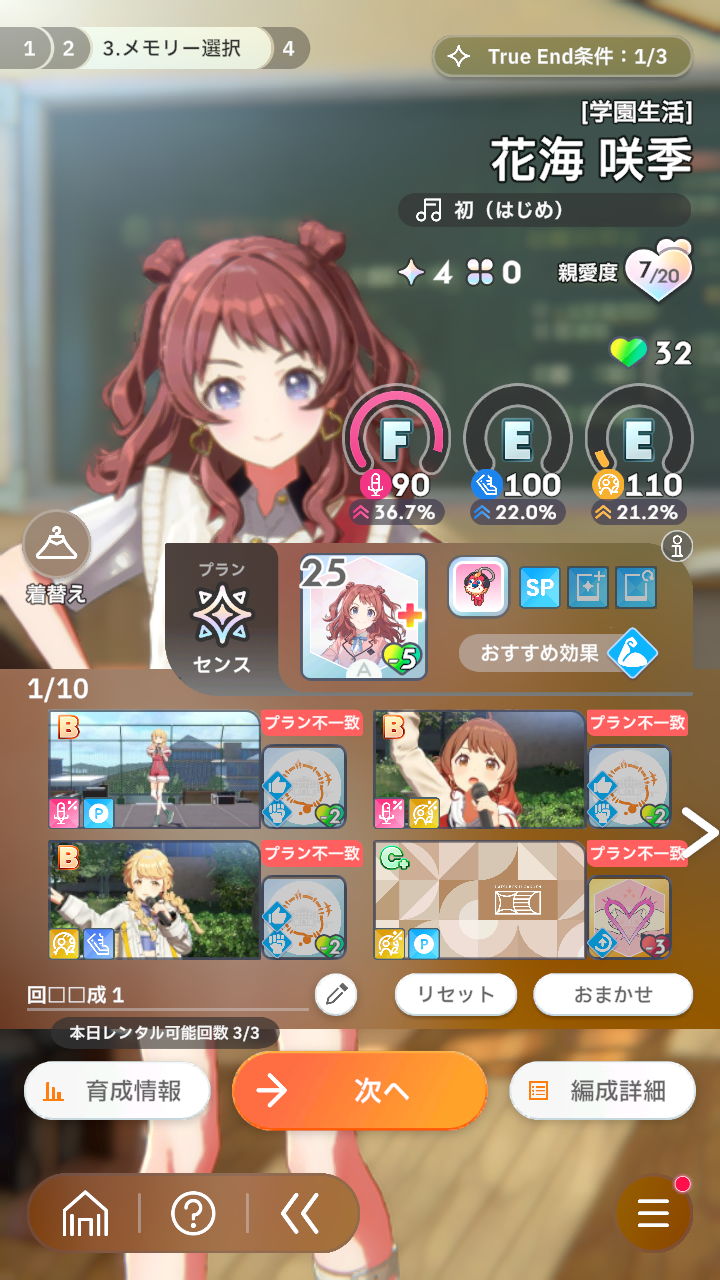 1
2
3.メモリー選択
4
True End条件：1/3
[学園生活]
花海 咲季
初（はじめ）
4
0
親愛度
7/20
32
F
E
E
90
100
110
36.7%
22.0%
21.2%
着替え
プラン
センス
25
A
-5
SP
おすすめ効果
1/10
B
プラン不一致
P
-2
B
プラン不一致
-2
B
プラン不一致
-2
C+
プラン不一致
P
-3
回□□成 1
リセット
おまかせ
本日レンタル可能回数 3/3
育成情報
次へ
編成詳細
?